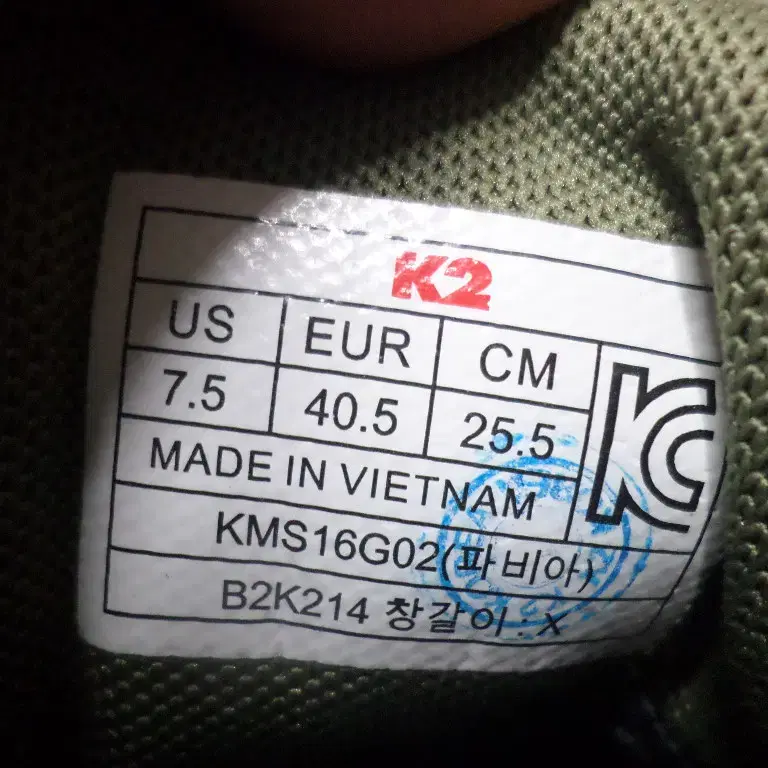 K2
US EUR CM
7.5 40.5 25.5
MADE IN VIETNAM
KMS16G02(파비아)
B2K214 창갈이 : X